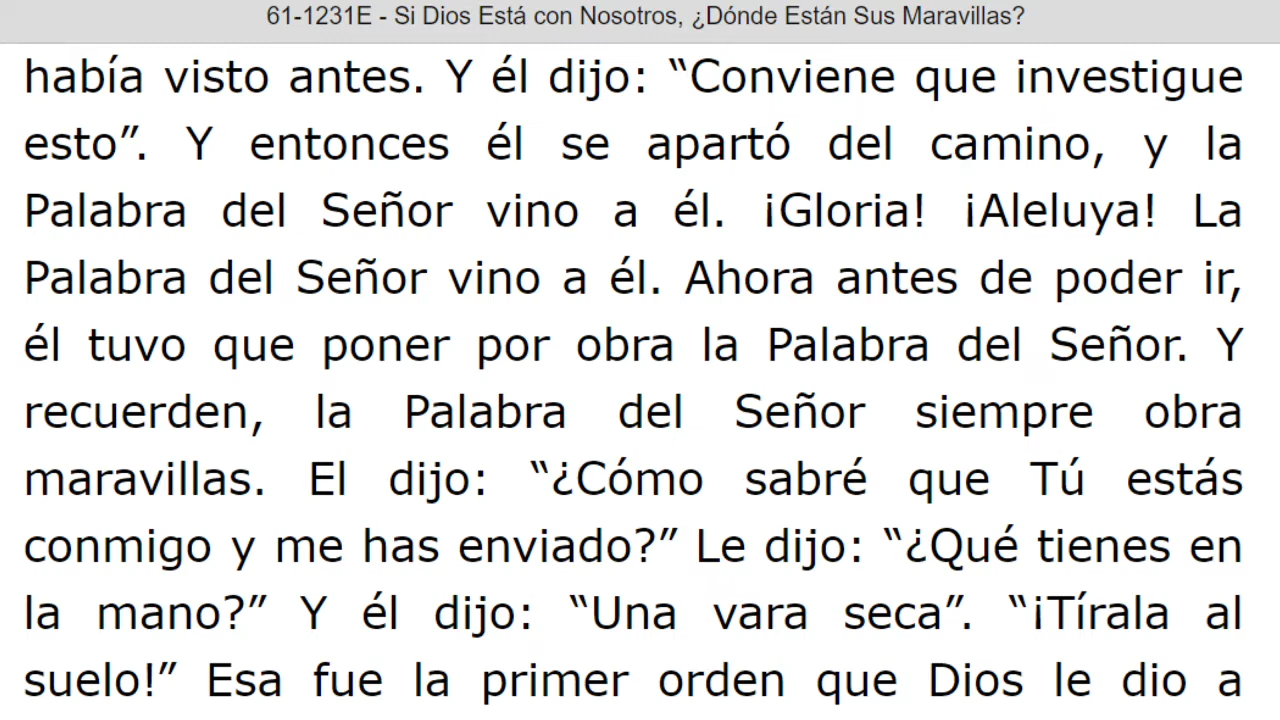 61-1231E - Si Dios Está con Nosotros, ¿Dónde Están Sus Maravillas?
había visto antes. Y él dijo: “Conviene que investigue
esto”. Y entonces él se apartó del camino, y la
Palabra del Señor vino a él. ¡Gloria! ¡Aleluya! La
Palabra del Señor vino a él. Ahora antes de poder ir,
él tuvo que poner por obra la Palabra del Señor. Y
recuerden, la Palabra del Señor siempre obra
maravillas. El dijo: “¿Cómo sabré que Tú estás
conmigo y me has enviado?” Le dijo: “¿Qué tienes en
la mano?” Y él dijo: “Una vara seca”. “¡Tírala al
suelo!” Esa fue la primer orden que Dios le dio a